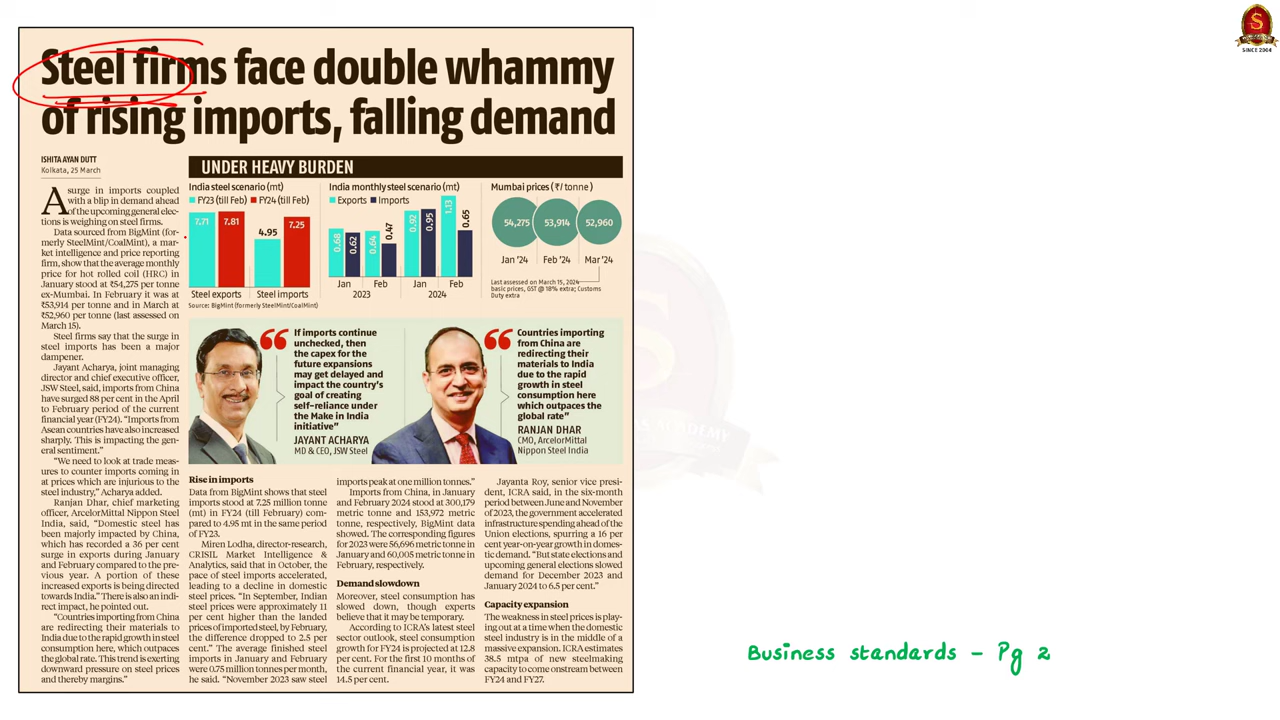 Steel firms face double whammy
of rising imports, falling demand
ISHITA AYAN DUTT
Kolkata, 25 March
A surge in imports coupled
with a blip in demand ahead
of the upcoming general elec-
tions is weighing on steel firms.
Data sourced from BigMint (for-
merly SteelMint/CoalMint), a mar-
ket intelligence and price reporting
firm, show that the average monthly
price for hot rolled coil (HRC) in
January stood at ₹54,275 per tonne
ex-Mumbai. In February it was at
₹53,914 per tonne and in March at
₹52,960 per tonne (last assessed on
March 15).
Steel firms say that the surge in
steel imports has been a major
dampener.
Jayant Acharya, joint managing
director and chief executive officer,
JSW Steel, said, imports from China
have surged 88 per cent in the April
to February period of the current
financial year (FY24). “Imports from
Asean countries have also increased
sharply. This is impacting the gen-
eral sentiment.”
“We need to look at trade meas-
ures to counter imports coming in
at prices which are injurious to the
steel industry,” Acharya added.
Ranjan Dhar, chief marketing
officer, ArcelorMittal Nippon Steel
India, said, “Domestic steel has
been majorly impacted by China,
which has recorded a 36 per cent
surge in exports during January
and February compared to the pre-
vious year. A portion of these
increased exports is being directed
towards India.” There is also an indi-
rect impact, he pointed out.
“Countries importing from China
are redirecting their materials to
India due to the rapid growth in steel
consumption here, which outpaces
the global rate. This trend is exerting
downward pressure on steel prices
and thereby margins.”
UNDER HEAVY BURDEN
India steel scenario (mt)
FY23 (till Feb) FY24 (till Feb)
7.71 7.81 4.95 7.25
Steel exports Steel imports
Source: BigMint (formerly SteelMint/CoalMint)
India monthly steel scenario (mt)
Exports Imports
0.68 0.62 0.64 0.47 0.92 0.95 1.13 0.65
Jan Feb Jan Feb
2023 2024
Mumbai prices (₹/ tonne)
54,275 53,914 52,960
Jan '24 Feb '24 Mar '24
Last assessed on March 15, 2024
basic prices, GST @ 18% extra; Customs
Duty extra
If imports continue
unchecked, then
the capex for the
future expansions
may get delayed and
impact the country's
goal of creating
self-reliance under
the Make in India
initiative”
JAYANT ACHARYA
MD & CEO, JSW Steel
Countries importing
from China are
redirecting their
materials to India
due to the rapid
growth in steel
consumption here
which outpaces the
global rate”
RANJAN DHAR
CMO, ArcelorMittal
Nippon Steel India
Rise in imports
Data from BigMint shows that steel
imports stood at 7.25 million tonne
(mt) in FY24 (till February) com-
pared to 4.95 mt in the same period
of FY23.
Miren Lodha, director-research,
CRISIL Market Intelligence &
Analytics, said that in October, the
pace of steel imports accelerated,
leading to a decline in domestic
steel prices. “In September, Indian
steel prices were approximately 11
per cent higher than the landed
prices of imported steel, by February,
the difference dropped to 2.5 per
cent.” The average finished steel
imports in January and February
were 0.75 million tonnes per month,
he said. “November 2023 saw steel
imports peak at one million tonnes.”
Imports from China, in January
and February 2024 stood at 300,179
metric tonne and 153,972 metric
tonne, respectively, BigMint data
showed. The corresponding figures
for 2023 were 56,696 metric tonne in
January and 60,005 metric tonne in
February, respectively.
Demand slowdown
Moreover, steel consumption has
slowed down, though experts
believe that it may be temporary.
According to ICRA's latest steel
sector outlook, steel consumption
growth for FY24 is projected at 12.8
per cent. For the first 10 months of
the current financial year, it was
14.5 per cent.
Jayanta Roy, senior vice presi-
dent, ICRA said, in the six-month
period between June and November
of 2023, the government accelerated
infrastructure spending ahead of the
Union elections, spurring a 16 per
cent year-on-year growth in domes-
tic demand. “But state elections and
upcoming general elections slowed
demand for December 2023 and
January 2024 to 6.5 per cent.”
Capacity expansion
The weakness in steel prices is play-
ing out at a time when the domestic
steel industry is in the middle of a
massive expansion. ICRA estimates
38.5 mtpa of new steelmaking
capacity to come onstream between
FY24 and FY27.
Business standards - Pg 2
S
SINCE 2004